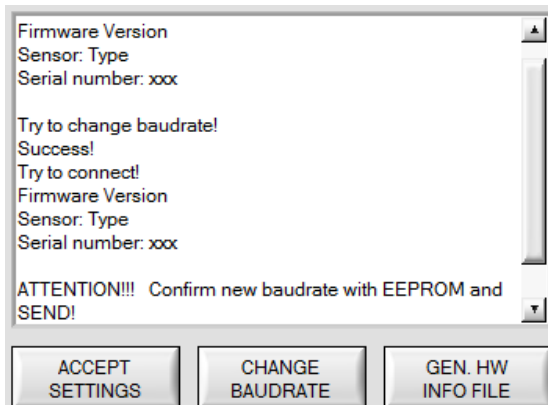 Firmware Version
Sensor: Type
Serial number: xxx
Try to change baudrate!
Success!
Try to connect!
Firmware Version
Sensor: Type
Serial number: xxx
ATTENTION!!!   Confirm new baudrate with EEPROM and
SEND!
ACCEPT
SETTINGS
CHANGE
BAUDRATE
GEN. HW
INFO FILE